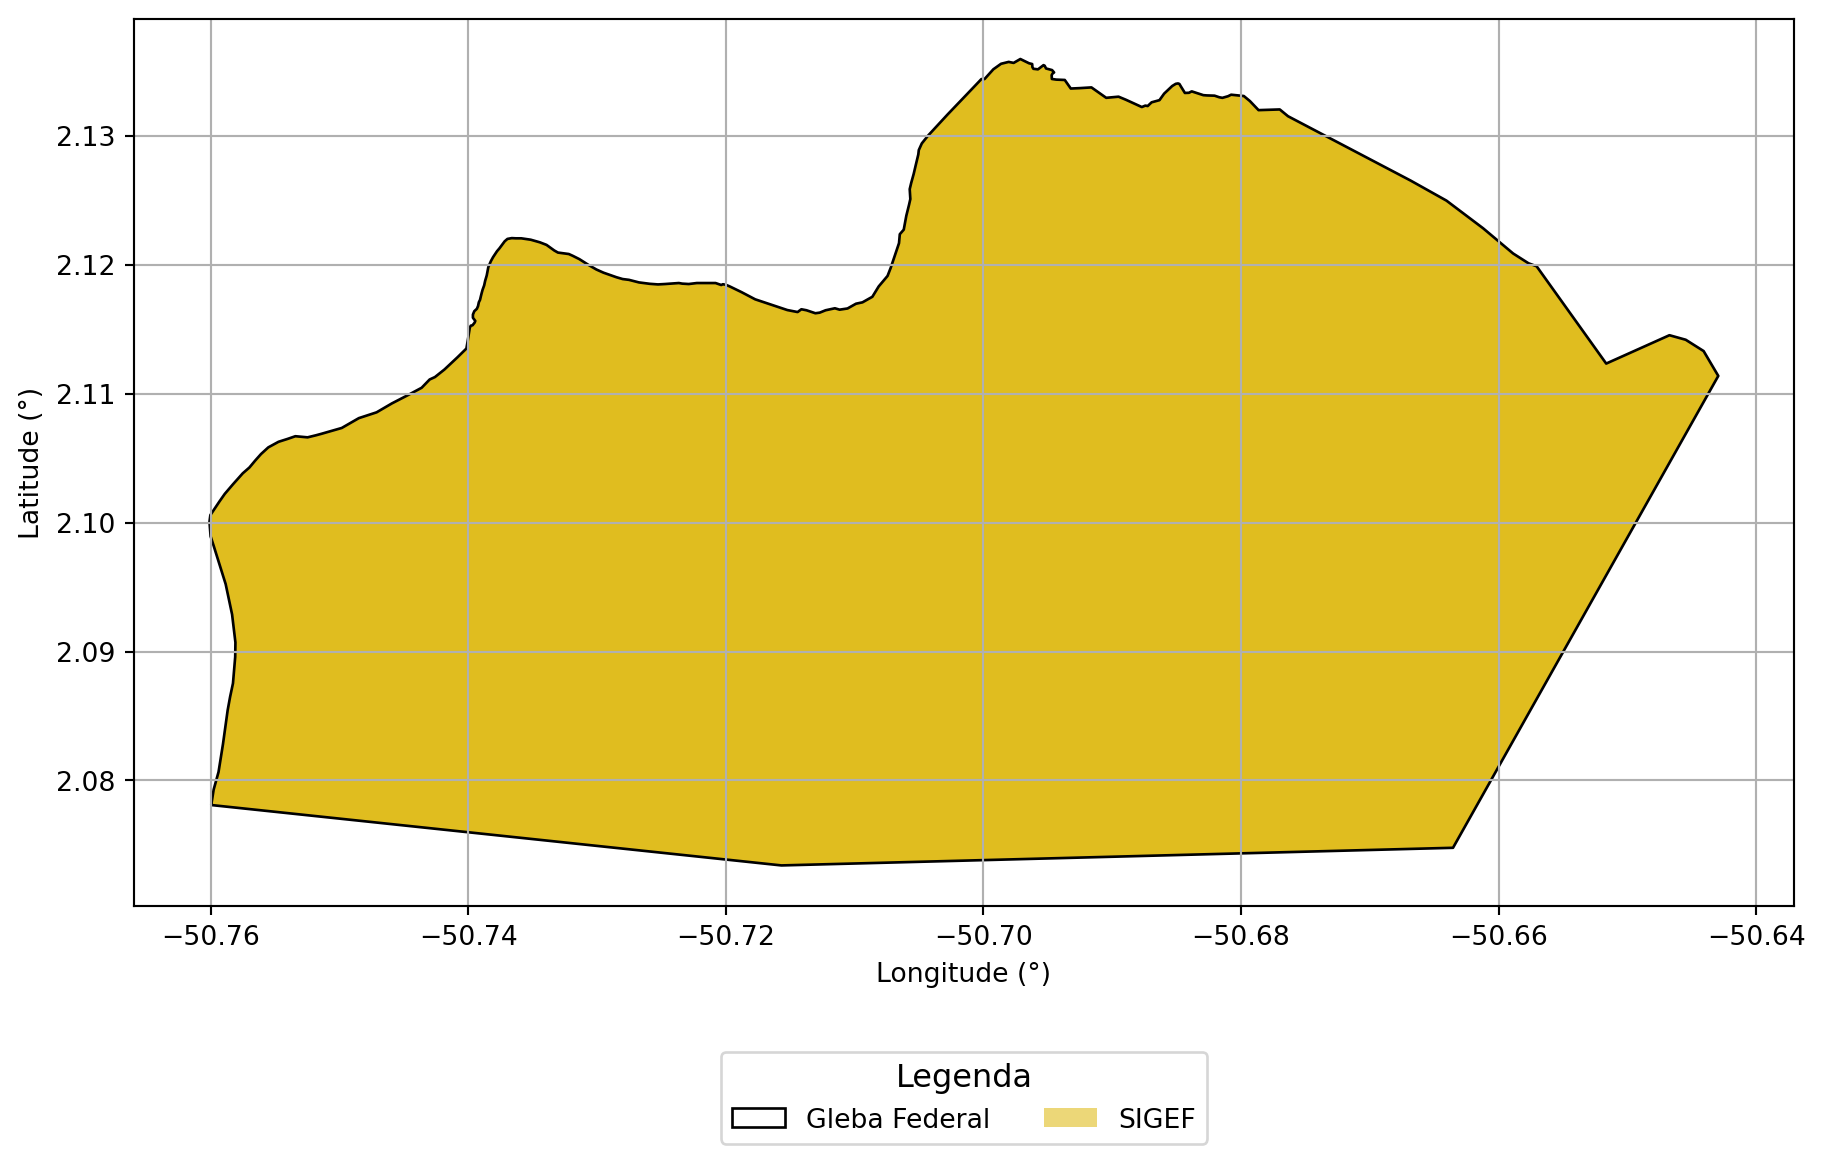 2.13
2.12
2.11
2.10
2.09
2.08
Latitude (°)
−50.76 −50.74 −50.72 −50.70 −50.68 −50.66 −50.64
Longitude (°)
Legenda
Gleba Federal SIGEF